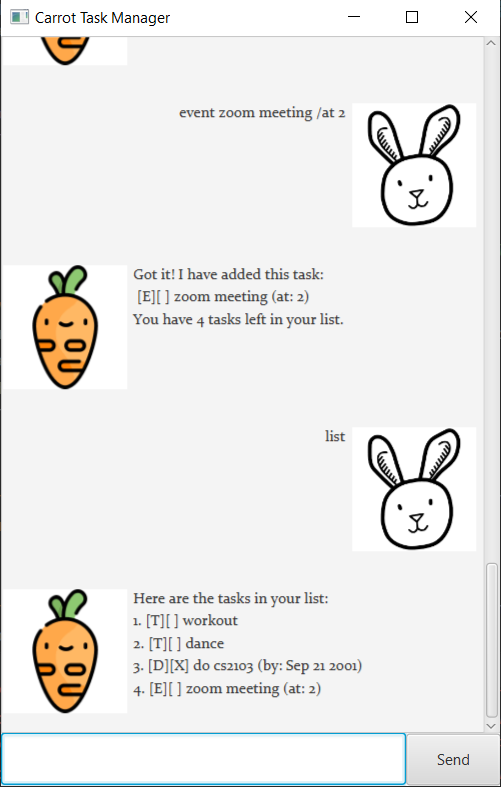 Carrot Task Manager
event zoom meeting /at 2
Got it! I have added this task:
[E][ ] zoom meeting (at: 2)
You have 4 tasks left in your list.
list
Here are the tasks in your list:
1. [T][ ] workout
2. [T][ ] dance
3. [D][X] do cs2103 (by: Sep 21 2001)
4. [E][ ] zoom meeting (at: 2)
Send